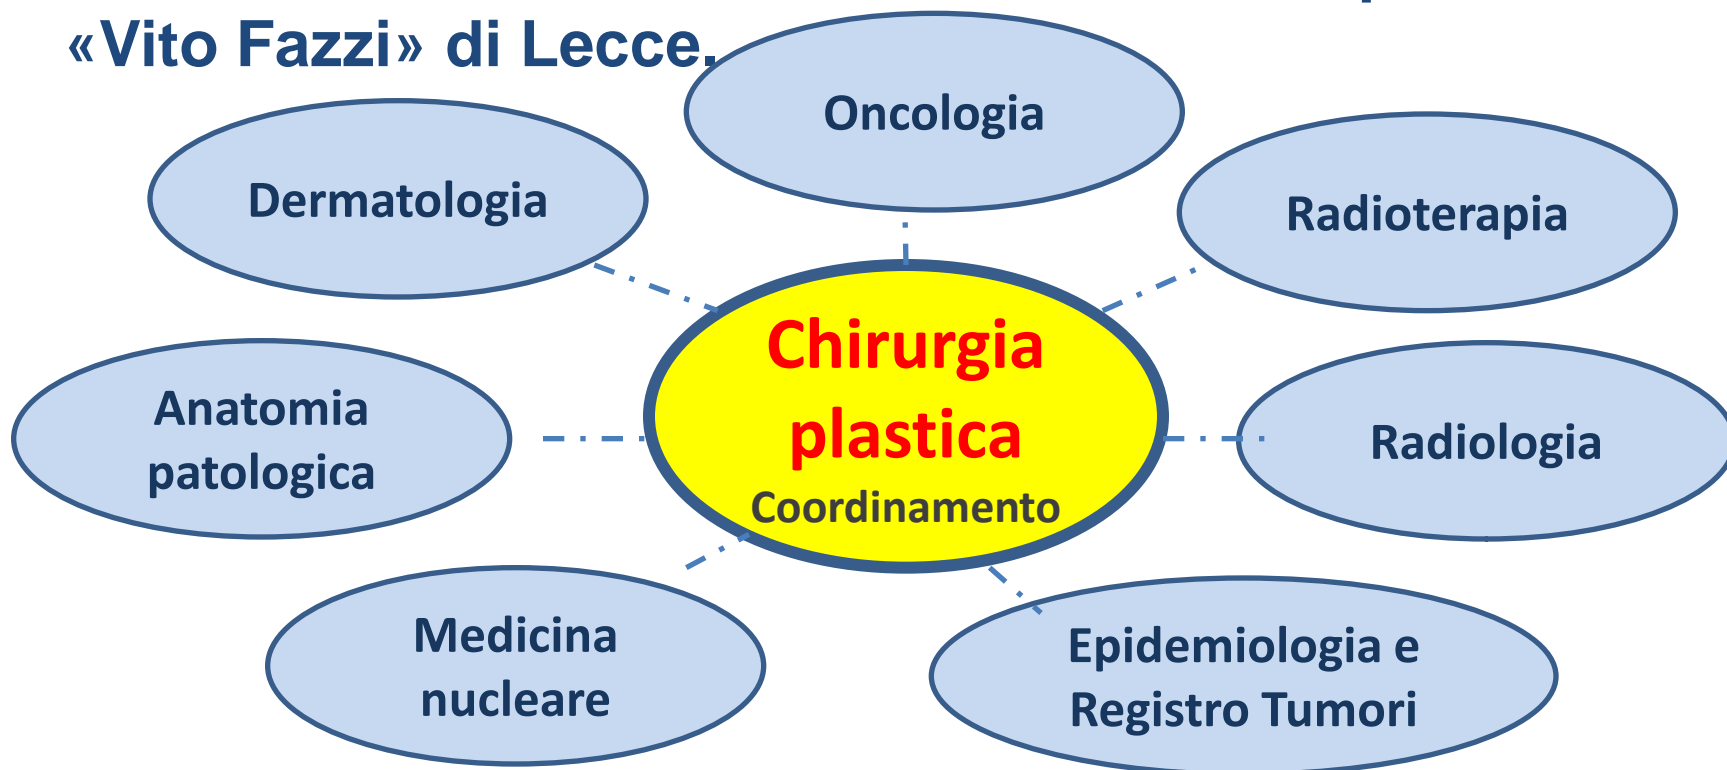 «Vito Fazzi» di Lecce.
Oncologia
Dermatologia
Radioterapia
Chirurgia
plastica
Coordinamento
Anatomia
patologica
Radiologia
Medicina
nucleare
Epidemiologia e
Registro Tumori